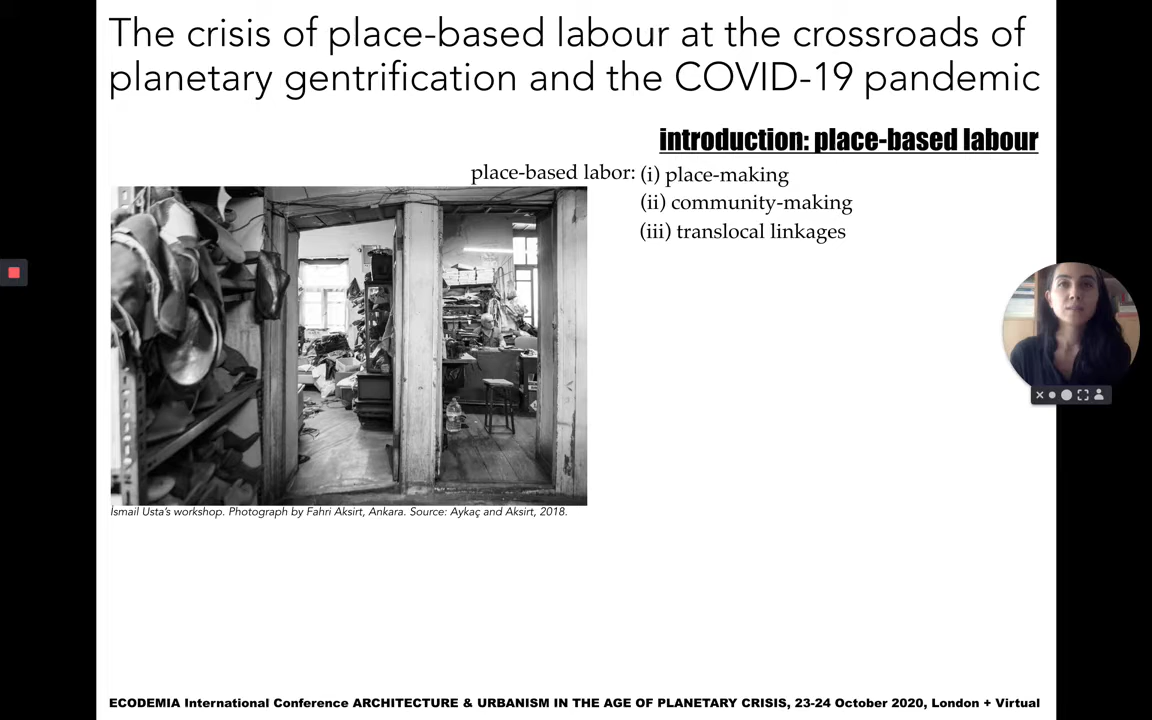 The crisis of place-based labour at the crossroads of
planetary gentrification and the COVID-19 pandemic
introduction: place-based labour
place-based labor: (i) place-making
(ii) community-making
(iii) translocal linkages
İsmail Usta's workshop. Photograph by Fahri Aksirt, Ankara. Source: Aykaç and Aksirt, 2018.
ECODEMIA International Conference ARCHITECTURE & URBANISM IN THE AGE OF PLANETARY CRISIS, 23-24 October 2020, London + Virtual